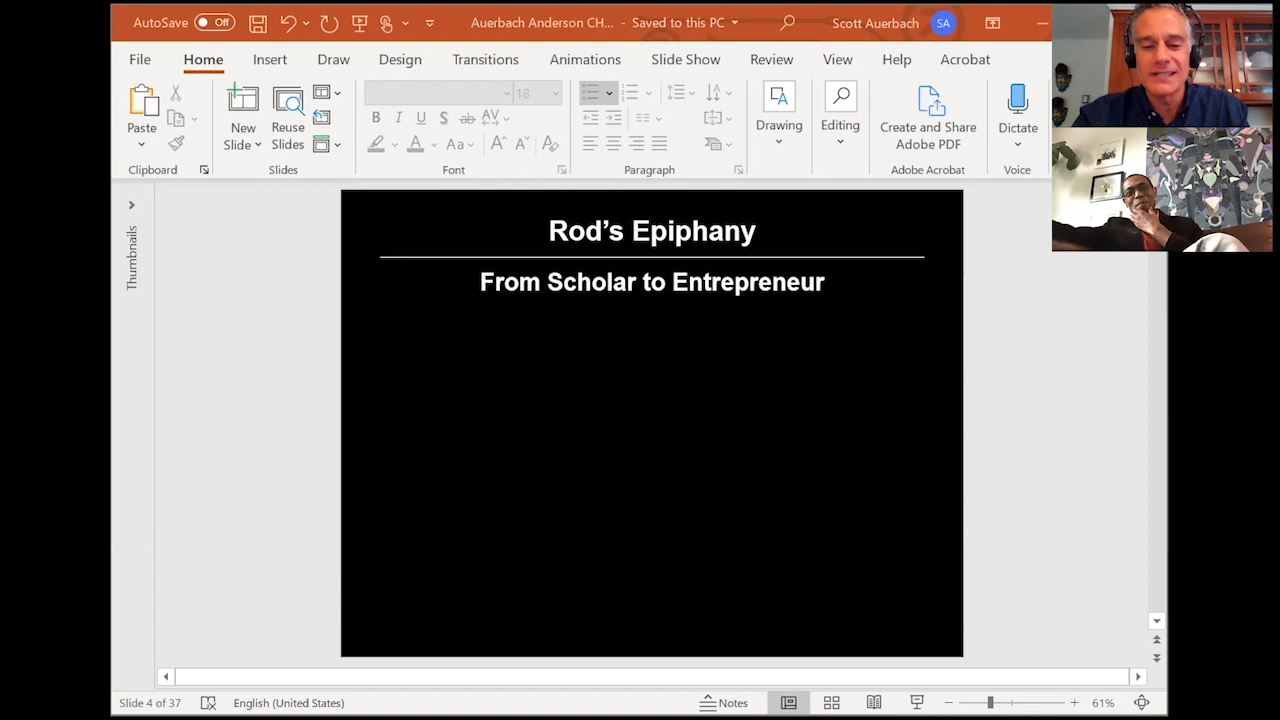 AutoSave Off Auerbach Anderson CH... - Saved to this PC Scott Auerbach SA
File Home Insert Draw Design Transitions Animations Slide Show Review View Help Acrobat
18
Paste New Slide Reuse Slides B I U S ab AV Aa A A Drawing Editing Create and Share Adobe PDF Dictate
Clipboard Slides Font Paragraph Adobe Acrobat Voice
Thumbnails
Rod’s Epiphany
From Scholar to Entrepreneur
Slide 4 of 37 English (United States) Notes 61%